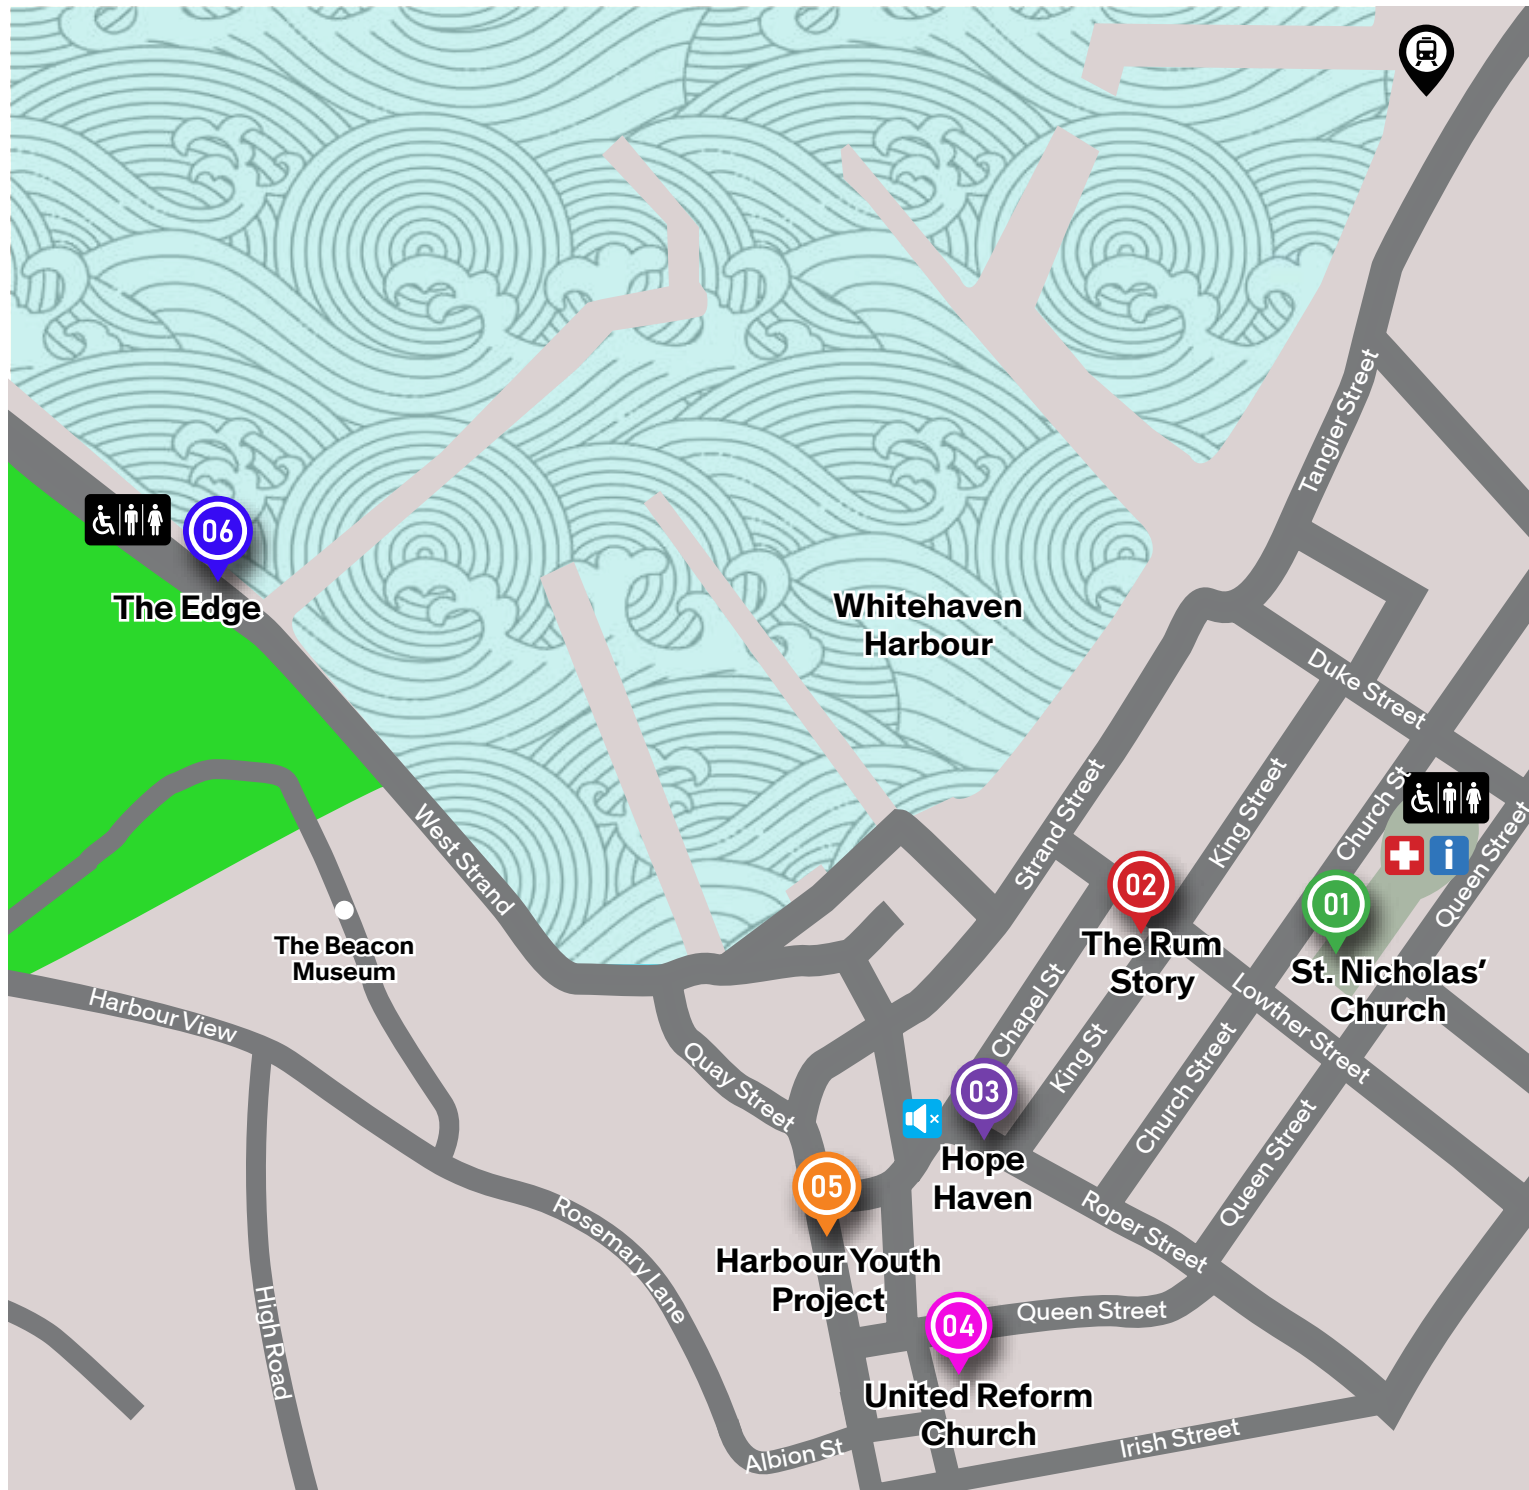 Tangier Street
06
The Edge
Whitehaven
Harbour
Duke Street
Strand Street
King Street
Church St
Queen Street
West Strand
02
The Rum
Story
01
St. Nicholas’
Church
The Beacon
Museum
Harbour View
Chapel St
King St
Lowther Street
Church Street
Queen Street
Quay Street
03
Hope
Haven
05
Harbour Youth
Project
Roper Street
Rosemary Lane
High Road
04
Queen Street
United Reform
Church
Albion St
Irish Street